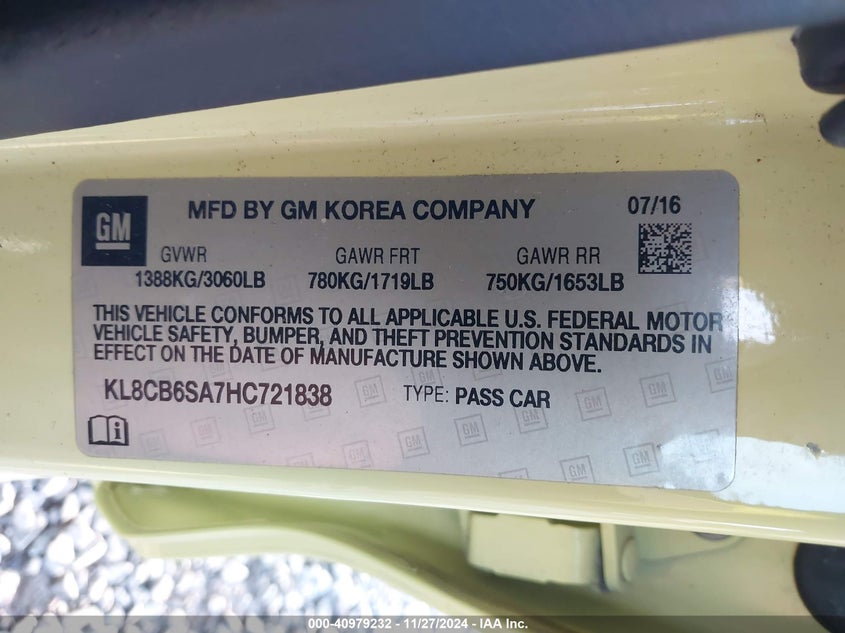 GM
MFD BY GM KOREA COMPANY
07/16
GVWR GAWR FRT GAWR RR
1388KG/3060LB 780KG/1719LB 750KG/1653LB
THIS VEHICLE CONFORMS TO ALL APPLICABLE U.S. FEDERAL MOTOR
VEHICLE SAFETY, BUMPER, AND THEFT PREVENTION STANDARDS IN
EFFECT ON THE DATE OF MANUFACTURE SHOWN ABOVE.
KL8CB6SA7HC721838 TYPE: PASS CAR
000-40979232 - 11/27/2024 - IAA Inc.